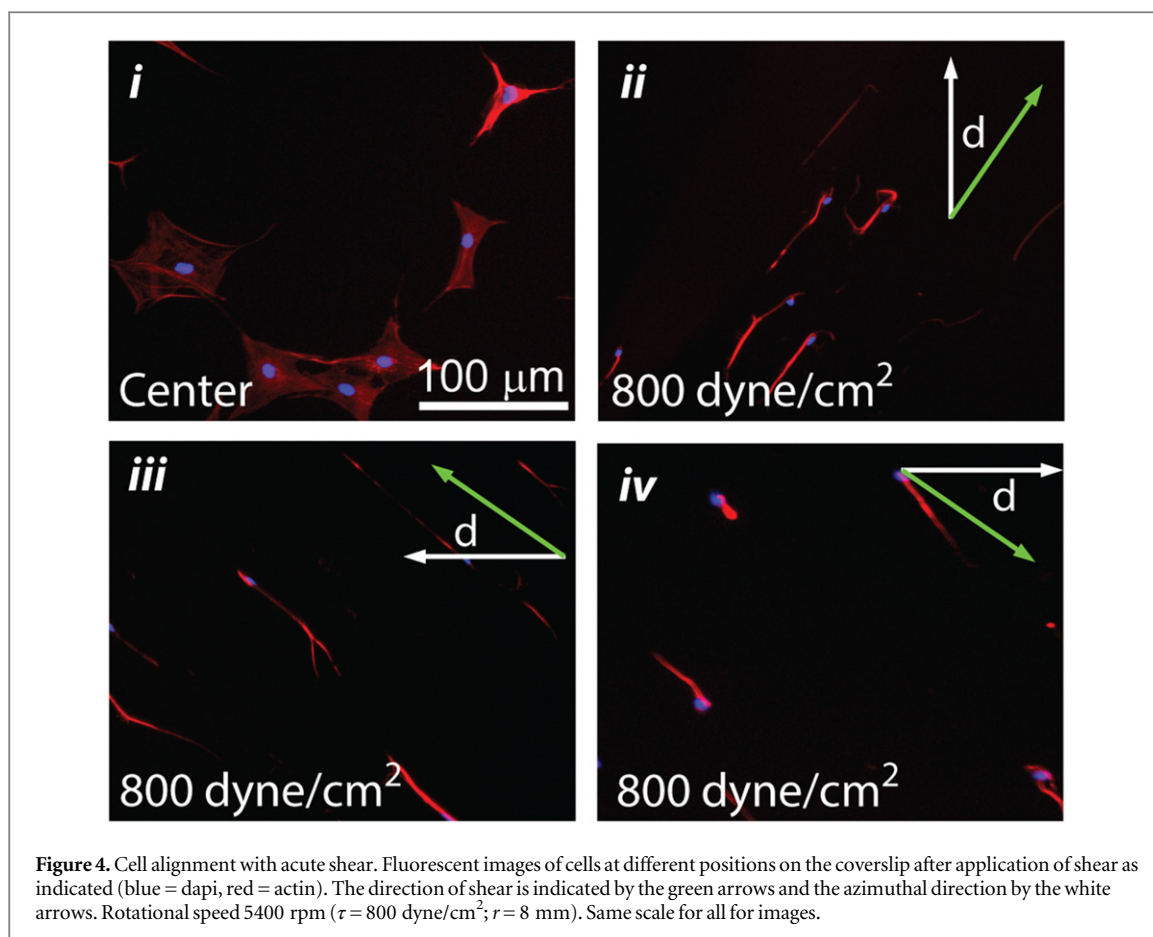 i
Center
100 μm
ii
d
800 dyne/cm²
iii
d
800 dyne/cm²
iv
d
800 dyne/cm²
Figure 4. Cell alignment with acute shear. Fluorescent images of cells at different positions on the coverslip after application of shear as
indicated (blue = dapi, red = actin). The direction of shear is indicated by the green arrows and the azimuthal direction by the white
arrows. Rotational speed 5400 rpm (τ = 800 dyne/cm²; r = 8 mm). Same scale for all for images.